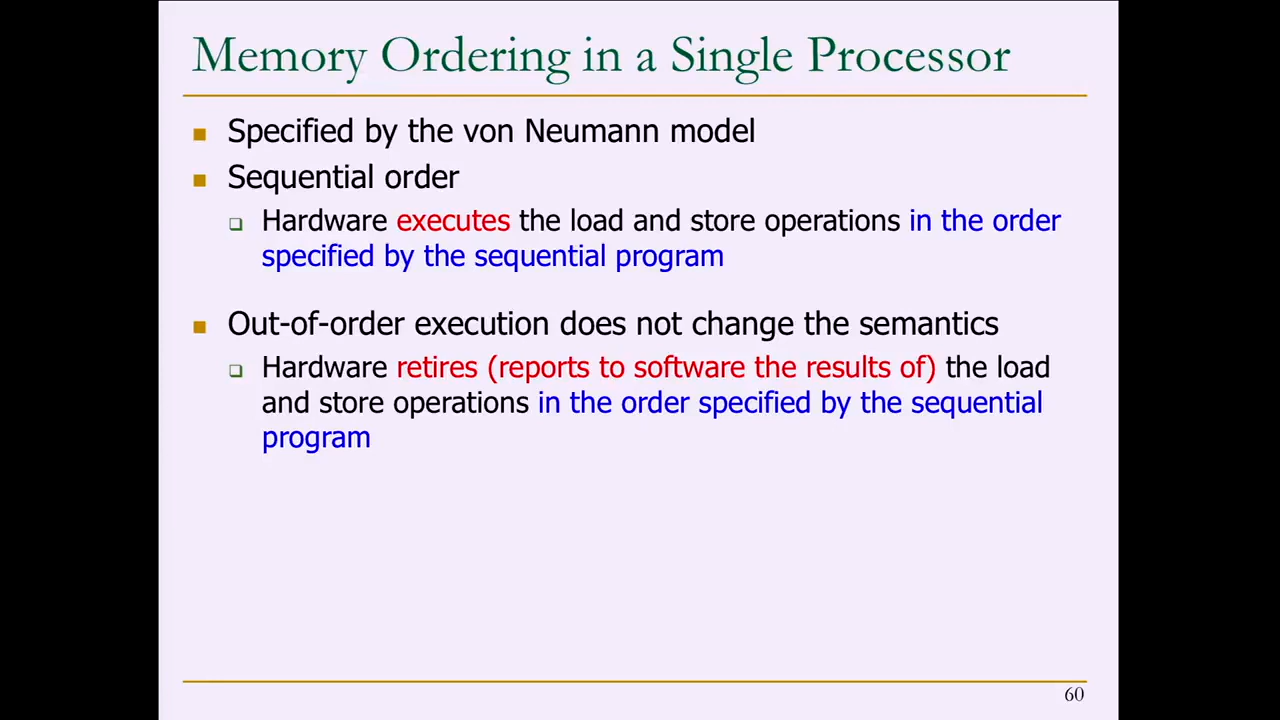 Memory Ordering in a Single Processor
Specified by the von Neumann model
Sequential order
Hardware executes the load and store operations in the order
specified by the sequential program
Out-of-order execution does not change the semantics
Hardware retires (reports to software the results of) the load
and store operations in the order specified by the sequential
program
60